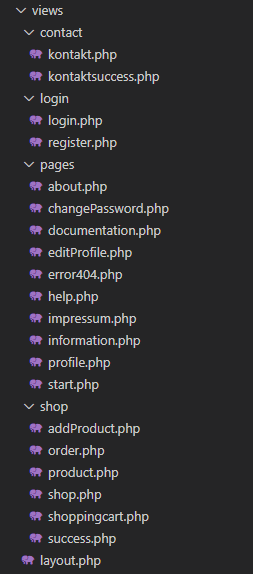 views
contact
kontakt.php
kontaktsuccess.php
login
login.php
register.php
pages
about.php
changePassword.php
documentation.php
editProfile.php
error404.php
help.php
impressum.php
information.php
profile.php
start.php
shop
addProduct.php
order.php
product.php
shop.php
shoppingcart.php
success.php
layout.php